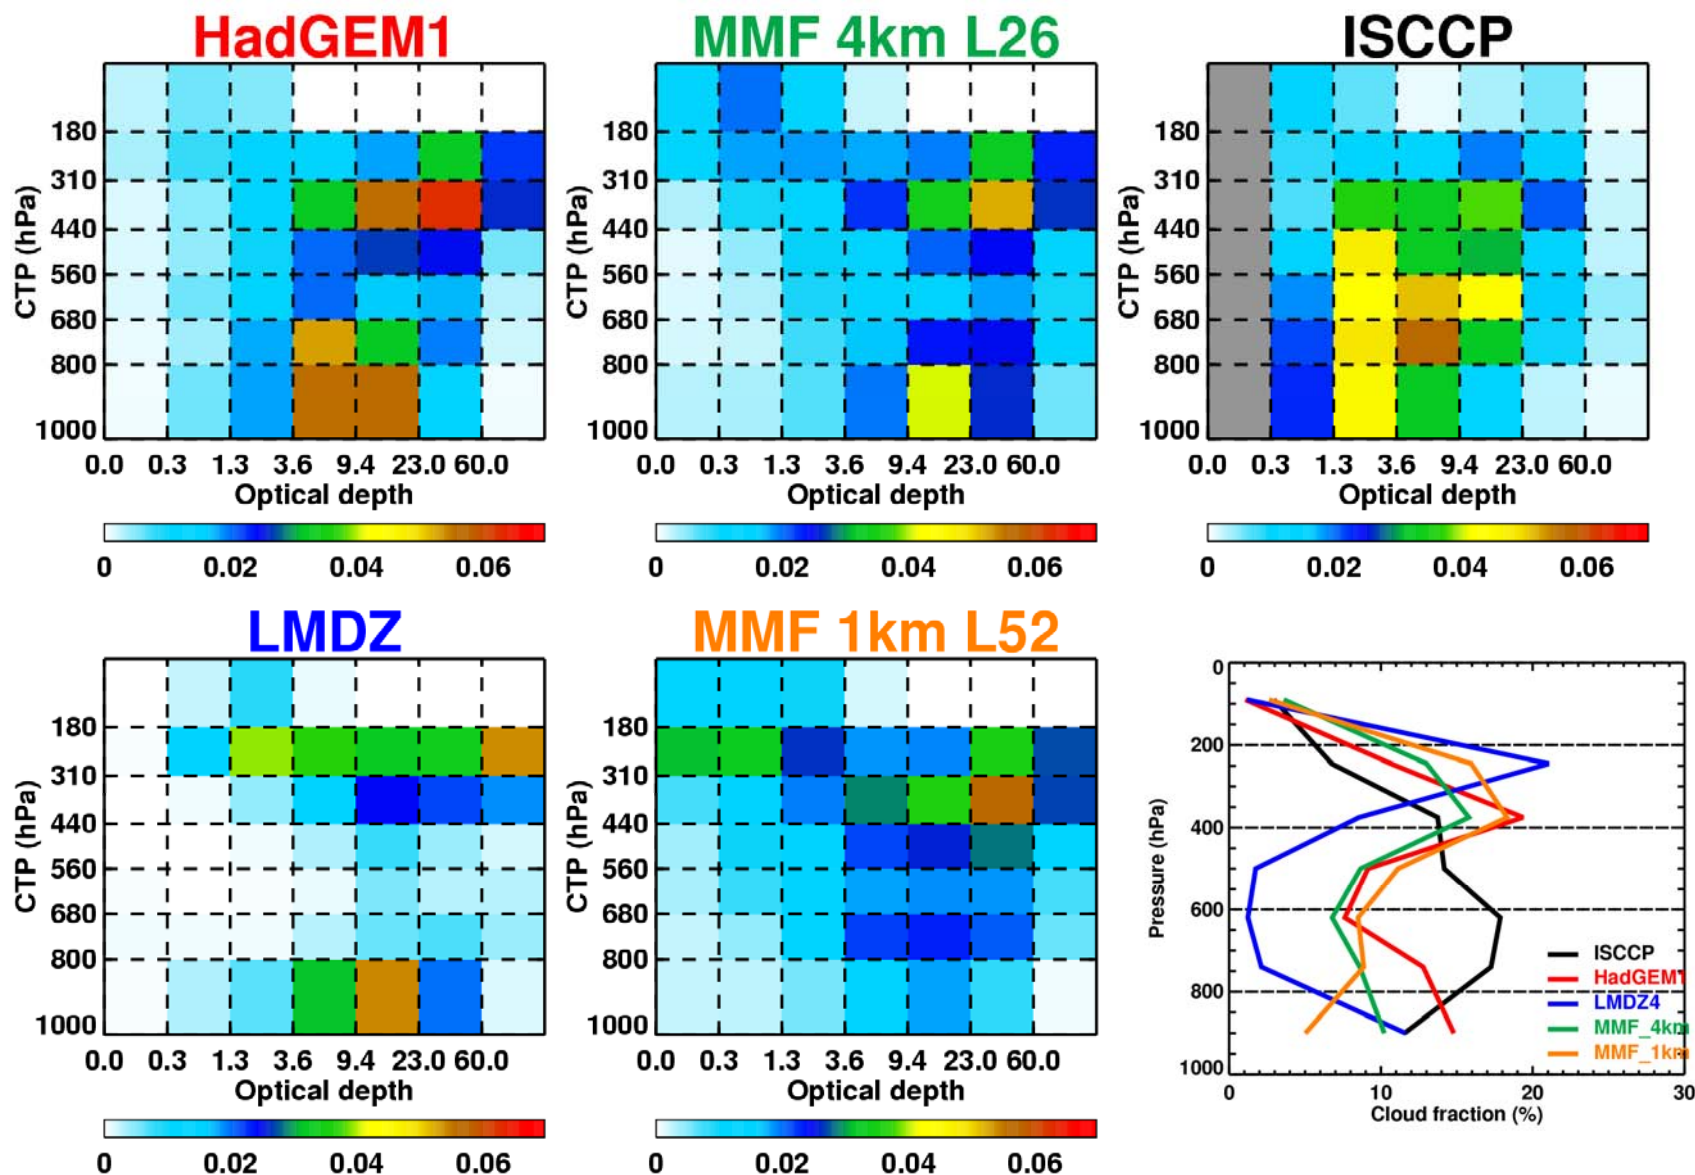 HadGEM1
MMF 4km L26
ISCCP
CTP (hPa)
180
310
440
560
680
800
1000
0.0 0.3 1.3 3.6 9.4 23.0 60.0
Optical depth
0 0.02 0.04 0.06
CTP (hPa)
180
310
440
560
680
800
1000
0.0 0.3 1.3 3.6 9.4 23.0 60.0
Optical depth
0 0.02 0.04 0.06
CTP (hPa)
180
310
440
560
680
800
1000
0.0 0.3 1.3 3.6 9.4 23.0 60.0
Optical depth
0 0.02 0.04 0.06
LMDZ
MMF 1km L52
CTP (hPa)
180
310
440
560
680
800
1000
0.0 0.3 1.3 3.6 9.4 23.0 60.0
Optical depth
0 0.02 0.04 0.06
CTP (hPa)
180
310
440
560
680
800
1000
0.0 0.3 1.3 3.6 9.4 23.0 60.0
Optical depth
0 0.02 0.04 0.06
Pressure (hPa)
0
200
400
600
800
1000
ISCCP
HadGEM1
LMDZ4
MMF_4km
MMF_1km
0 10 20 30
Cloud fraction (%)